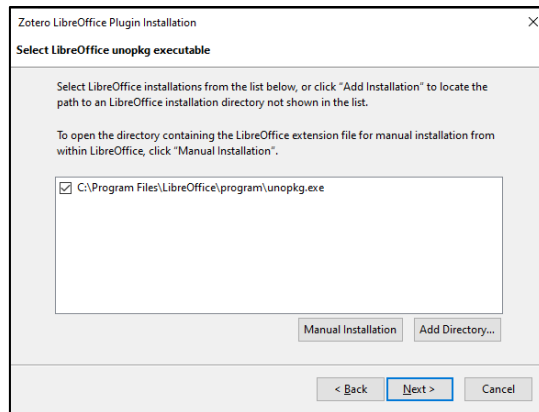 Zotero LibreOffice Plugin Installation
Select LibreOffice unopkg executable
Select LibreOffice installations from the list below, or click "Add Installation" to locate the
path to an LibreOffice installation directory not shown in the list.
To open the directory containing the LibreOffice extension file for manual installation from
within LibreOffice, click "Manual Installation".
C:\Program Files\LibreOffice\program\unopkg.exe
Manual Installation
Add Directory...
< Back
Next >
Cancel